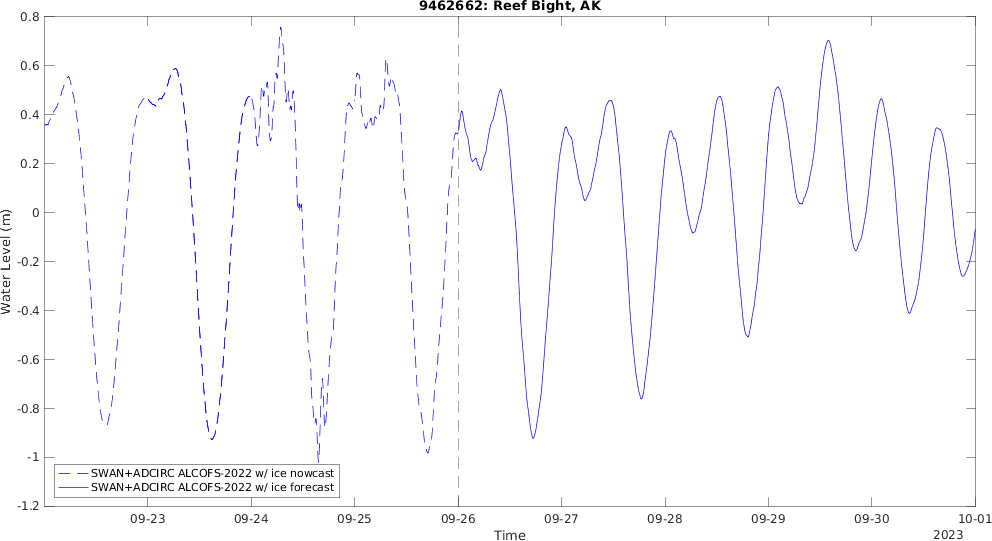 9462662: Reef Bight, AK
0.8
0.6
0.4
0.2
0
-0.2
-0.4
-0.6
-0.8
-1
-1.2
Water Level (m)
SWAN+ADCIRC ALCOFS-2022 w/ ice nowcast
SWAN+ADCIRC ALCOFS-2022 w/ ice forecast
09-23 09-24 09-25 09-26 09-27 09-28 09-29 09-30 10-01
Time
2023